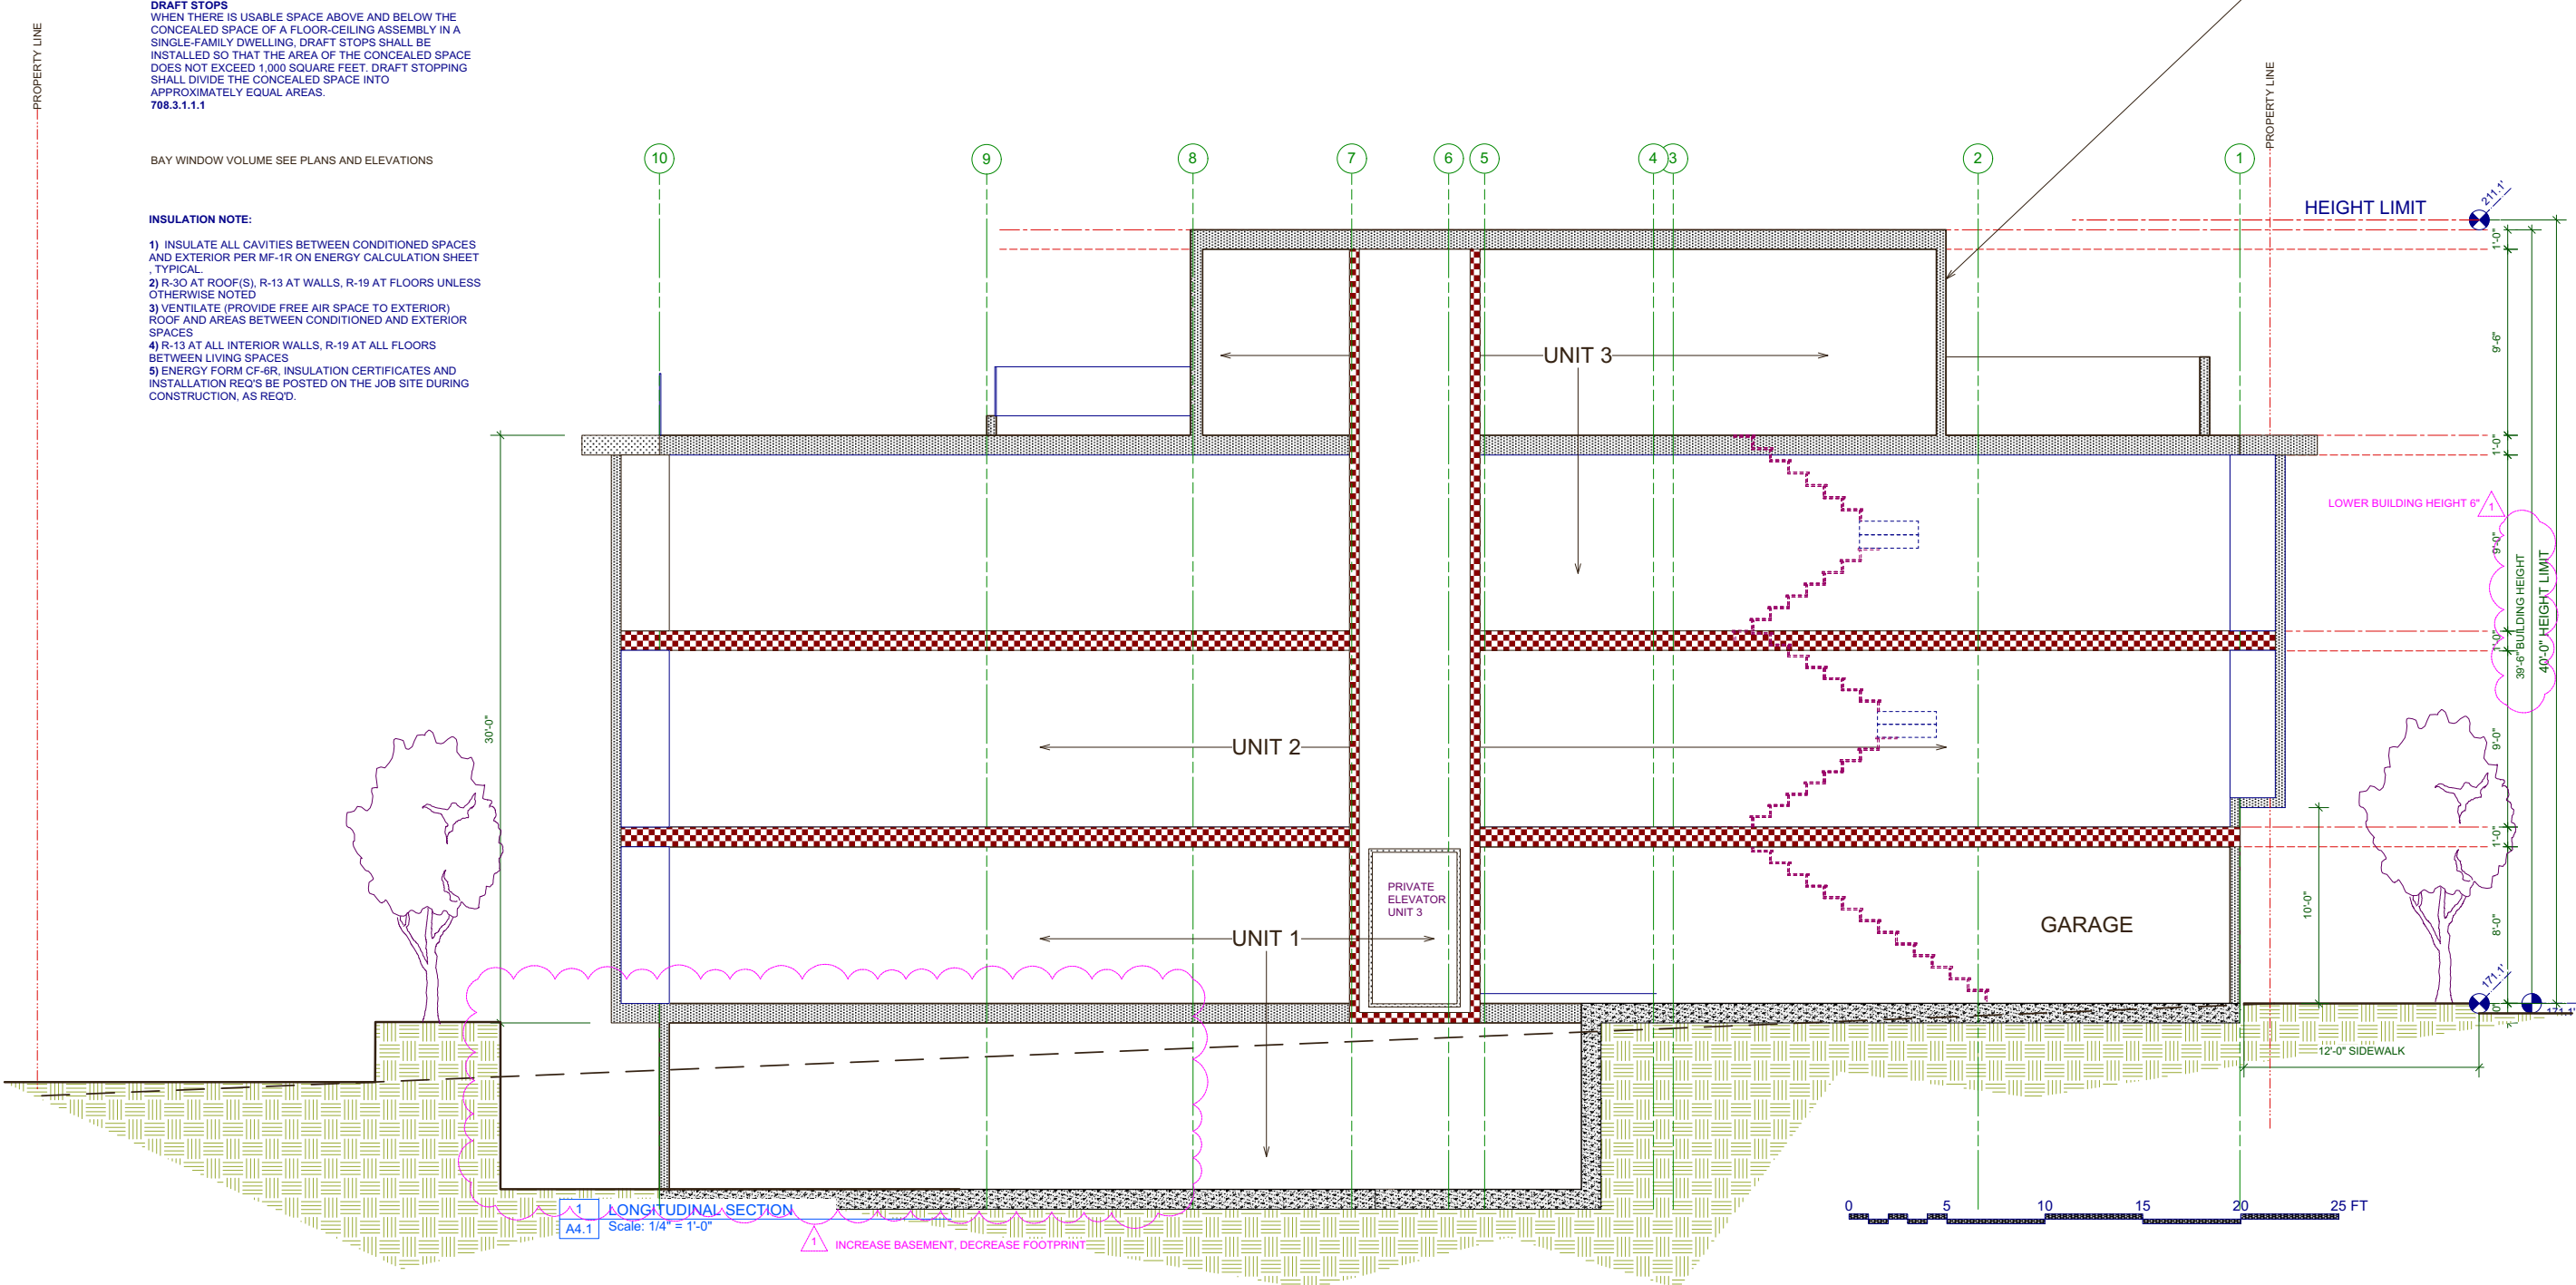 DRAFT STOPS
WHEN THERE IS USABLE SPACE ABOVE AND BELOW THE
CONCEALED SPACE OF A FLOOR-CEILING ASSEMBLY IN A
SINGLE-FAMILY DWELLING, DRAFT STOPS SHALL BE
INSTALLED SO THAT THE AREA OF THE CONCEALED SPACE
DOES NOT EXCEED 1,000 SQUARE FEET. DRAFT STOPPING
SHALL DIVIDE THE CONCEALED SPACE INTO
APPROXIMATELY EQUAL AREAS.
708.3.1.1.1
PROPERTY LINE
PROPERTY LINE
BAY WINDOW VOLUME SEE PLANS AND ELEVATIONS
10
9
8
7
6
5
4
3
2
1
INSULATION NOTE:
1) INSULATE ALL CAVITIES BETWEEN CONDITIONED SPACES
AND EXTERIOR PER MF-1R ON ENERGY CALCULATION SHEET
, TYPICAL.
2) R-3O AT ROOF(S), R-13 AT WALLS, R-19 AT FLOORS UNLESS
OTHERWISE NOTED
3) VENTILATE (PROVIDE FREE AIR SPACE TO EXTERIOR)
ROOF AND AREAS BETWEEN CONDITIONED AND EXTERIOR
SPACES
4) R-13 AT ALL INTERIOR WALLS, R-19 AT ALL FLOORS
BETWEEN LIVING SPACES
5) ENERGY FORM CF-6R, INSULATION CERTIFICATES AND
INSTALLATION REQ'S BE POSTED ON THE JOB SITE DURING
CONSTRUCTION, AS REQ'D.
HEIGHT LIMIT
211.1'
1'-0"
9'-6"
UNIT 3
1'-0"
LOWER BUILDING HEIGHT 6"
1
9'-0"
39'-6" BUILDING HEIGHT
40'-0" HEIGHT LIMIT
1'-0"
30'-0"
UNIT 2
9'-0"
1'-0"
PRIVATE
ELEVATOR
UNIT 3
UNIT 1
GARAGE
10'-0"
8'-0"
171.1'
171.1'
12'-0" SIDEWALK
1
LONGITUDINAL SECTION
A4.1
Scale: 1/4" = 1'-0"
1
INCREASE BASEMENT, DECREASE FOOTPRINT
0
5
10
15
20
25 FT